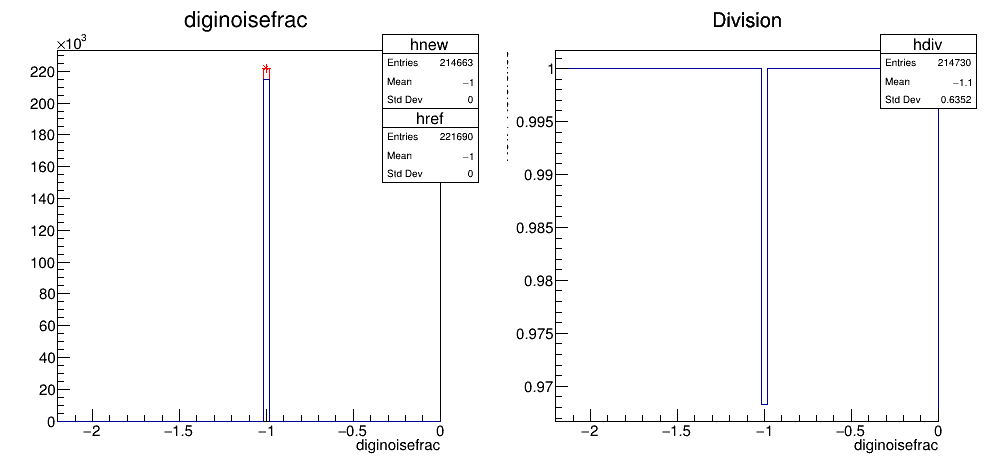 diginoisefrac
×10³
hnew
Entries 214663
Mean −1
Std Dev 0
href
Entries 221690
Mean −1
Std Dev 0
220
200
180
160
140
120
100
80
60
40
20
0
−2 −1.5 −1 −0.5 0
diginoisefrac
Division
hdiv
Entries 214730
Mean −1.1
Std Dev 0.6352
1
0.995
0.99
0.985
0.98
0.975
0.97
−2 −1.5 −1 −0.5 0
diginoisefrac